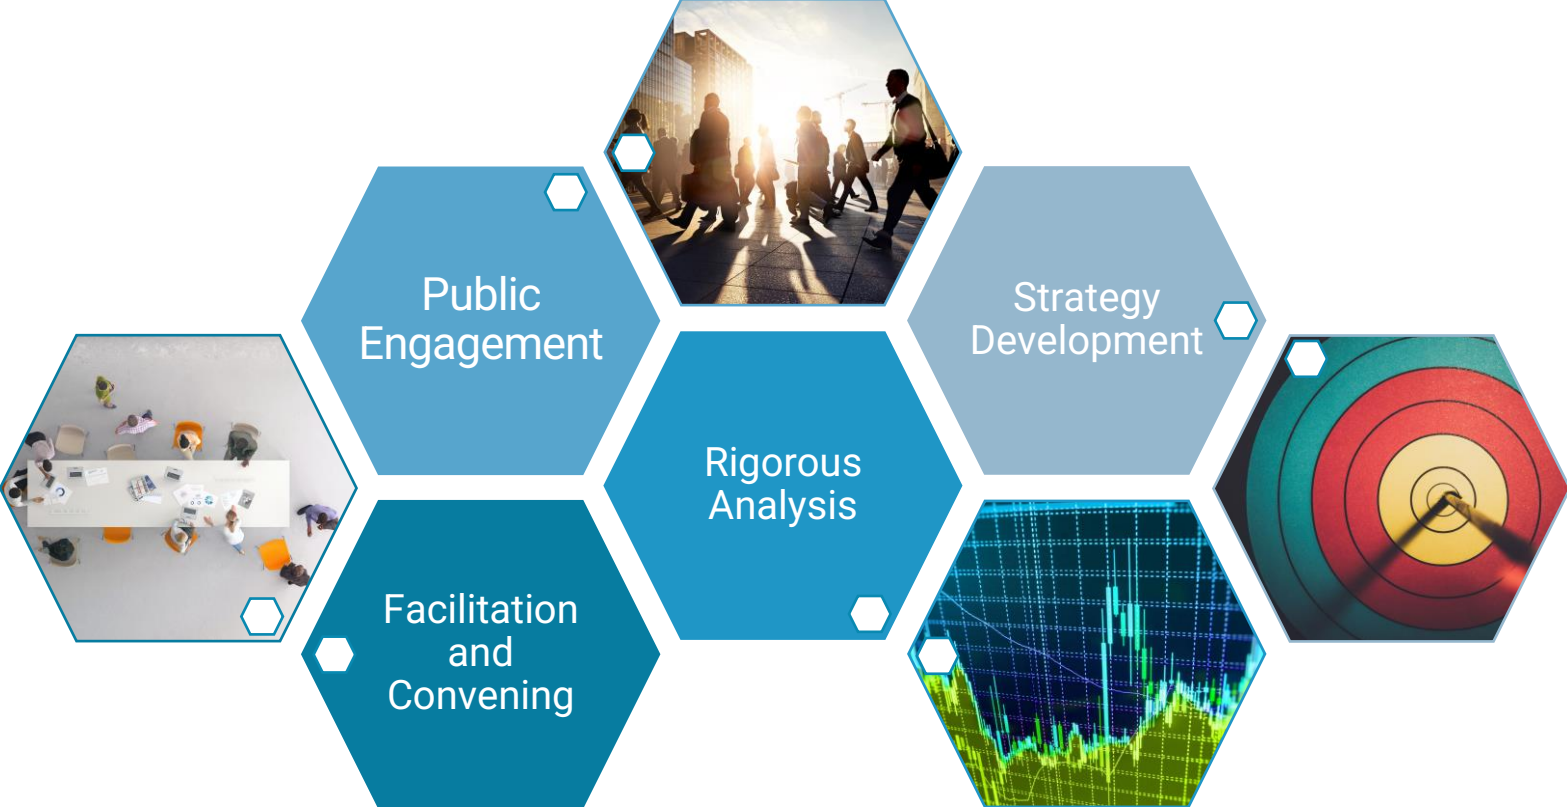 Public
Engagement
Strategy
Development
Rigorous
Analysis
Facilitation
and
Convening